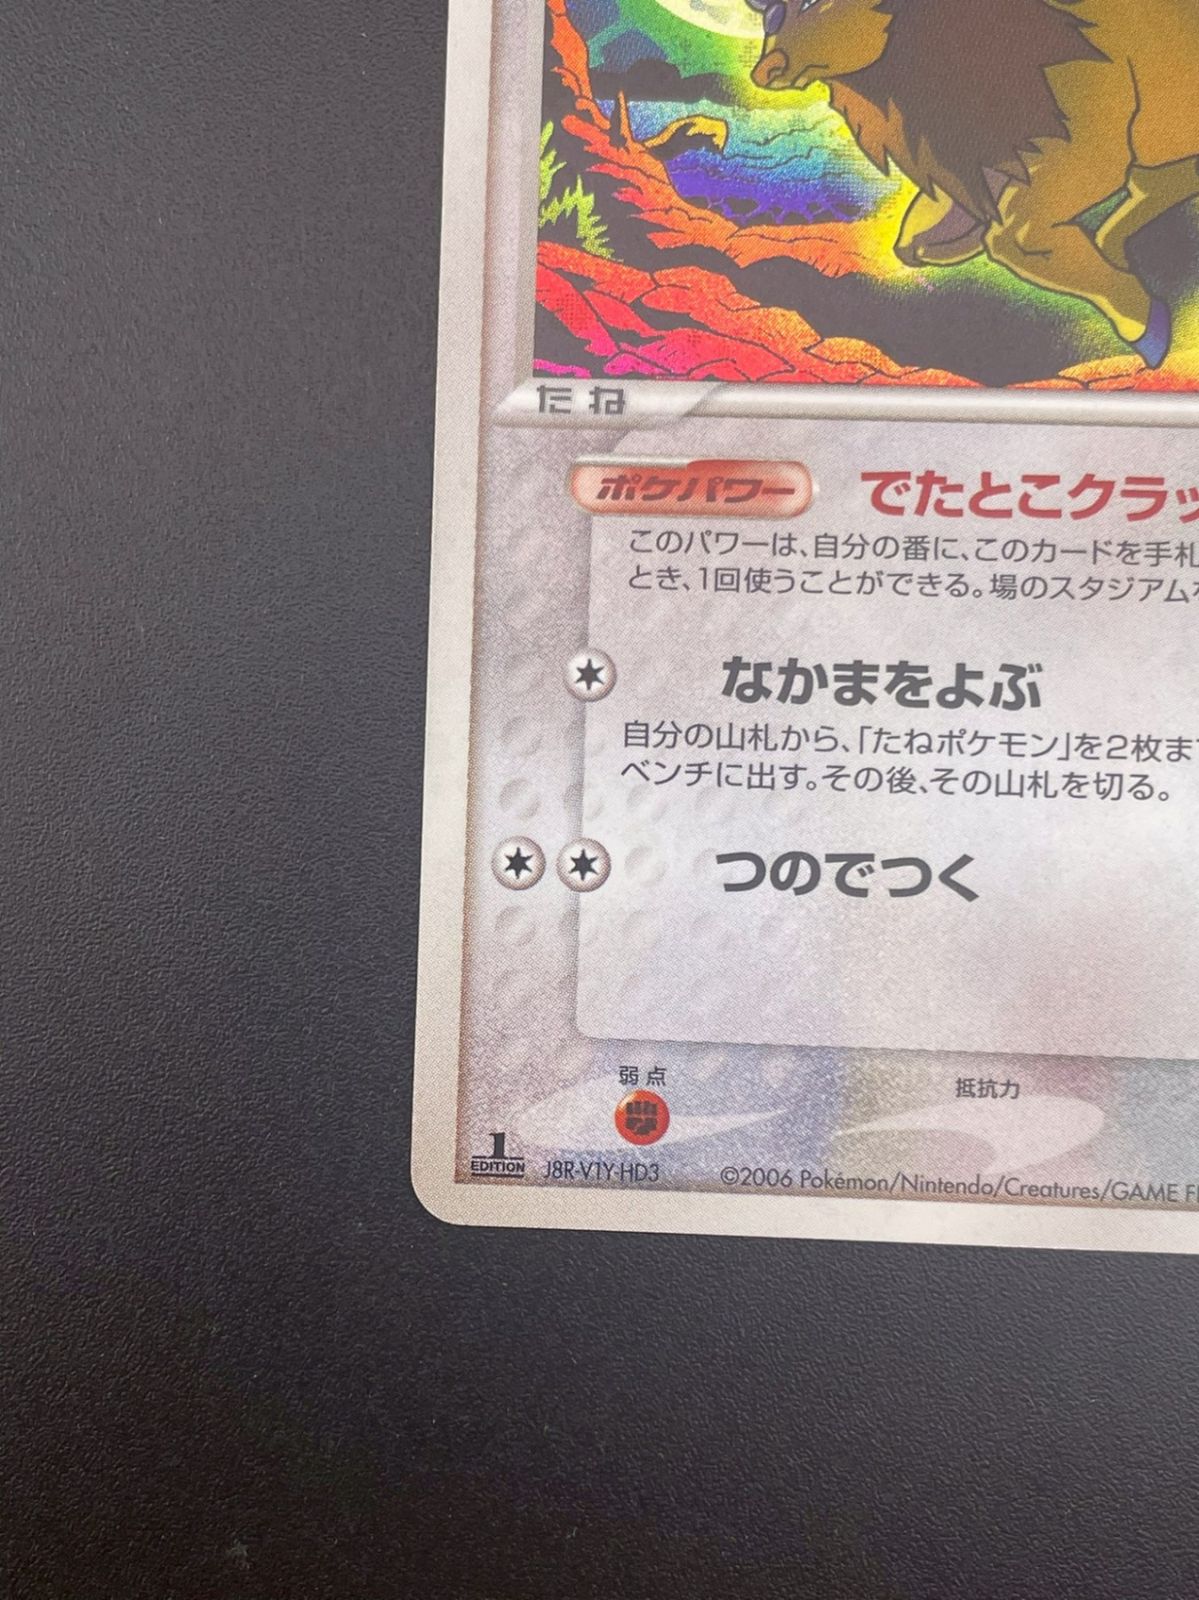 たね
ポケパワー でたとこクラッ
このパワーは、自分の番に、このカードを手札
とき、1回使うことができる。場のスタジアムを
なかまをよぶ
自分の山札から、「たねポケモン」を2枚まで
ベンチに出す。その後、その山札を切る。
つのでつく
弱点 抵抗力
1 EDITION J8R-V1Y-HD3 ©2006 Pokémon/Nintendo/Creatures/GAME F